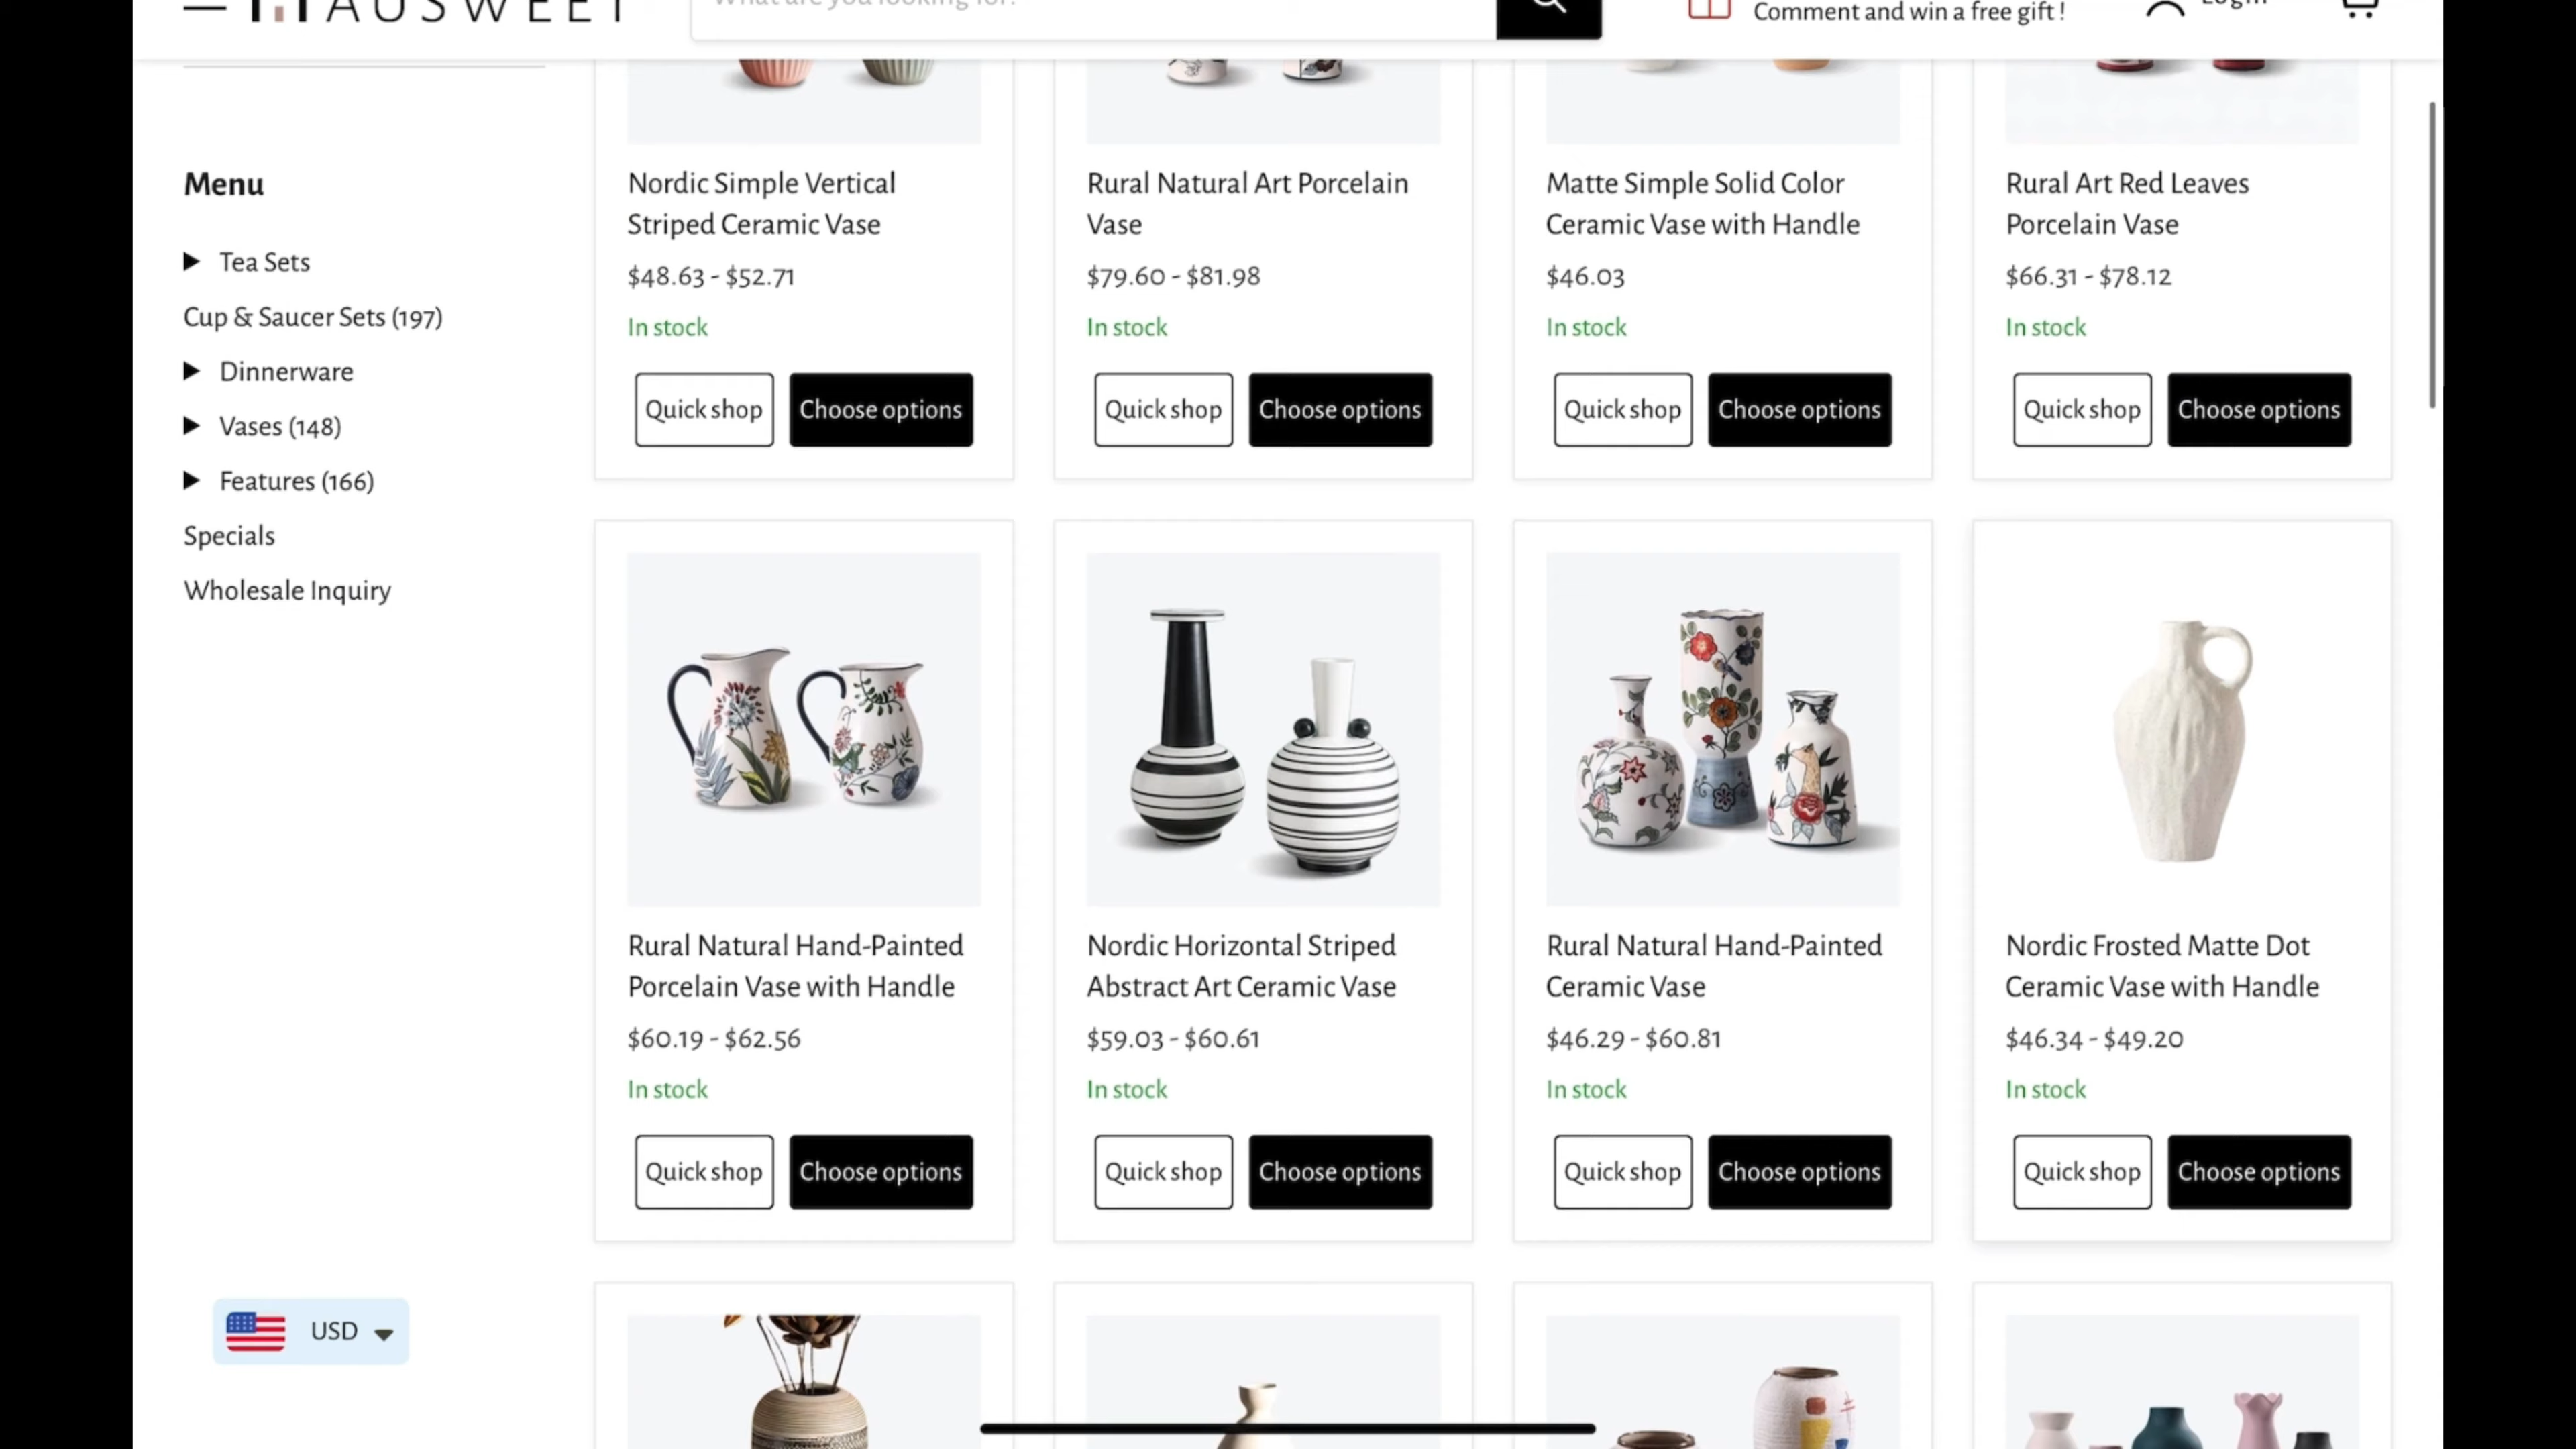 AUSWEET
What are you looking for?
Comment and win a free gift !
Login
Menu
Tea Sets
Cup & Saucer Sets (197)
Dinnerware
Vases (148)
Features (166)
Specials
Wholesale Inquiry
USD
Nordic Simple Vertical
Striped Ceramic Vase
$48.63 - $52.71
In stock
Quick shop
Choose options
Rural Natural Art Porcelain
Vase
$79.60 - $81.98
In stock
Quick shop
Choose options
Matte Simple Solid Color
Ceramic Vase with Handle
$46.03
In stock
Quick shop
Choose options
Rural Art Red Leaves
Porcelain Vase
$66.31 - $78.12
In stock
Quick shop
Choose options
Rural Natural Hand-Painted
Porcelain Vase with Handle
$60.19 - $62.56
In stock
Quick shop
Choose options
Nordic Horizontal Striped
Abstract Art Ceramic Vase
$59.03 - $60.61
In stock
Quick shop
Choose options
Rural Natural Hand-Painted
Ceramic Vase
$46.29 - $60.81
In stock
Quick shop
Choose options
Nordic Frosted Matte Dot
Ceramic Vase with Handle
$46.34 - $49.20
In stock
Quick shop
Choose options